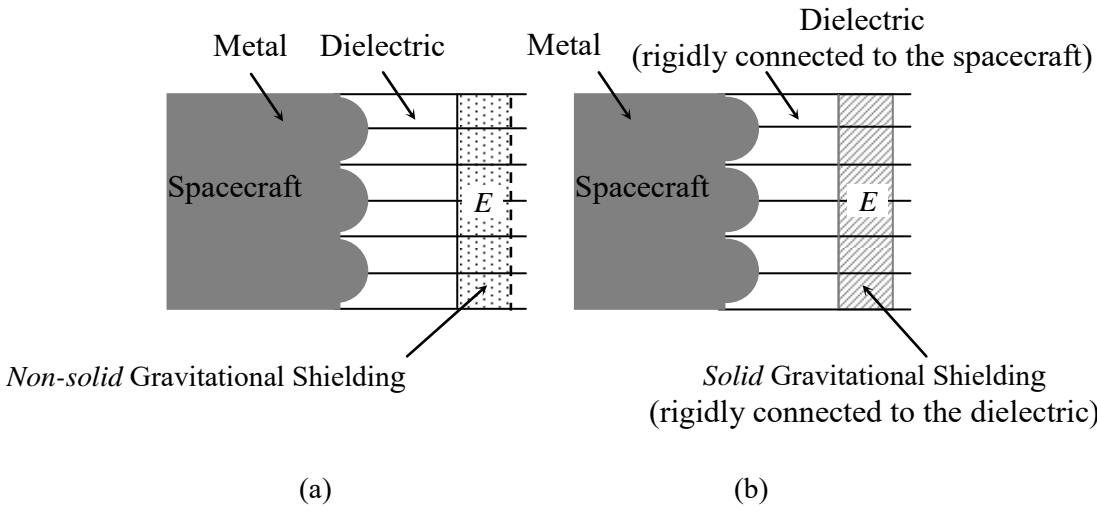 Metal
Dielectric
Spacecraft
E
Non-solid Gravitational Shielding
(a)
Metal
Dielectric
(rigidly connected to the spacecraft)
Spacecraft
E
Solid Gravitational Shielding
(rigidly connected to the dielectric)
(b)